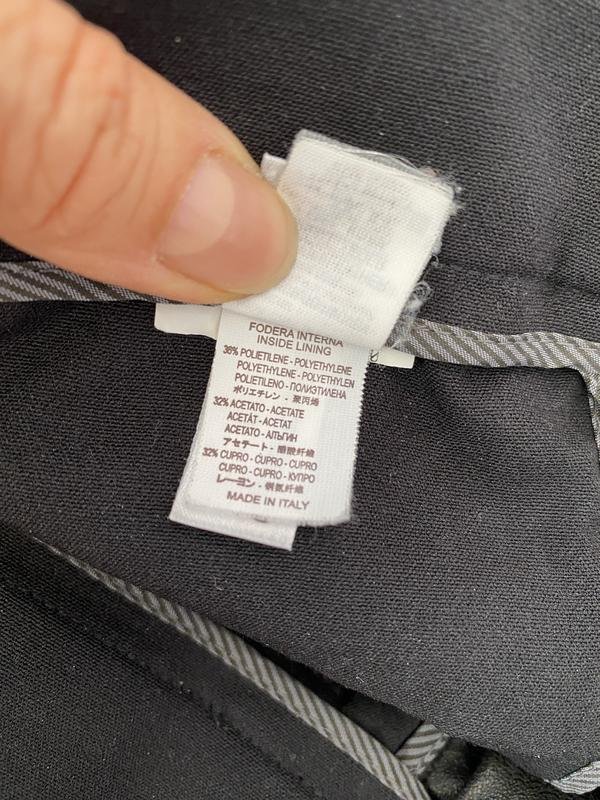 FODERA INTERNA
INSIDE LINING
36% POLIETILENE - POLYETHYLENE
POLYETHYLENE - POLYETHYLEN
POLIETILENO - ПОЛИЭТИЛЕНА
ポリエチレン - 聚丙烯
32% ACETATO - ACETATE
ACETÁT - ACETAT
ACETATO - АЛЬГИН
アセテート - 醋酸纤维
32% CUPRO - CUPRO - CUPRO
CUPRO - CUPRO - КУПРО
レーヨン - 铜氨纤维
MADE IN ITALY